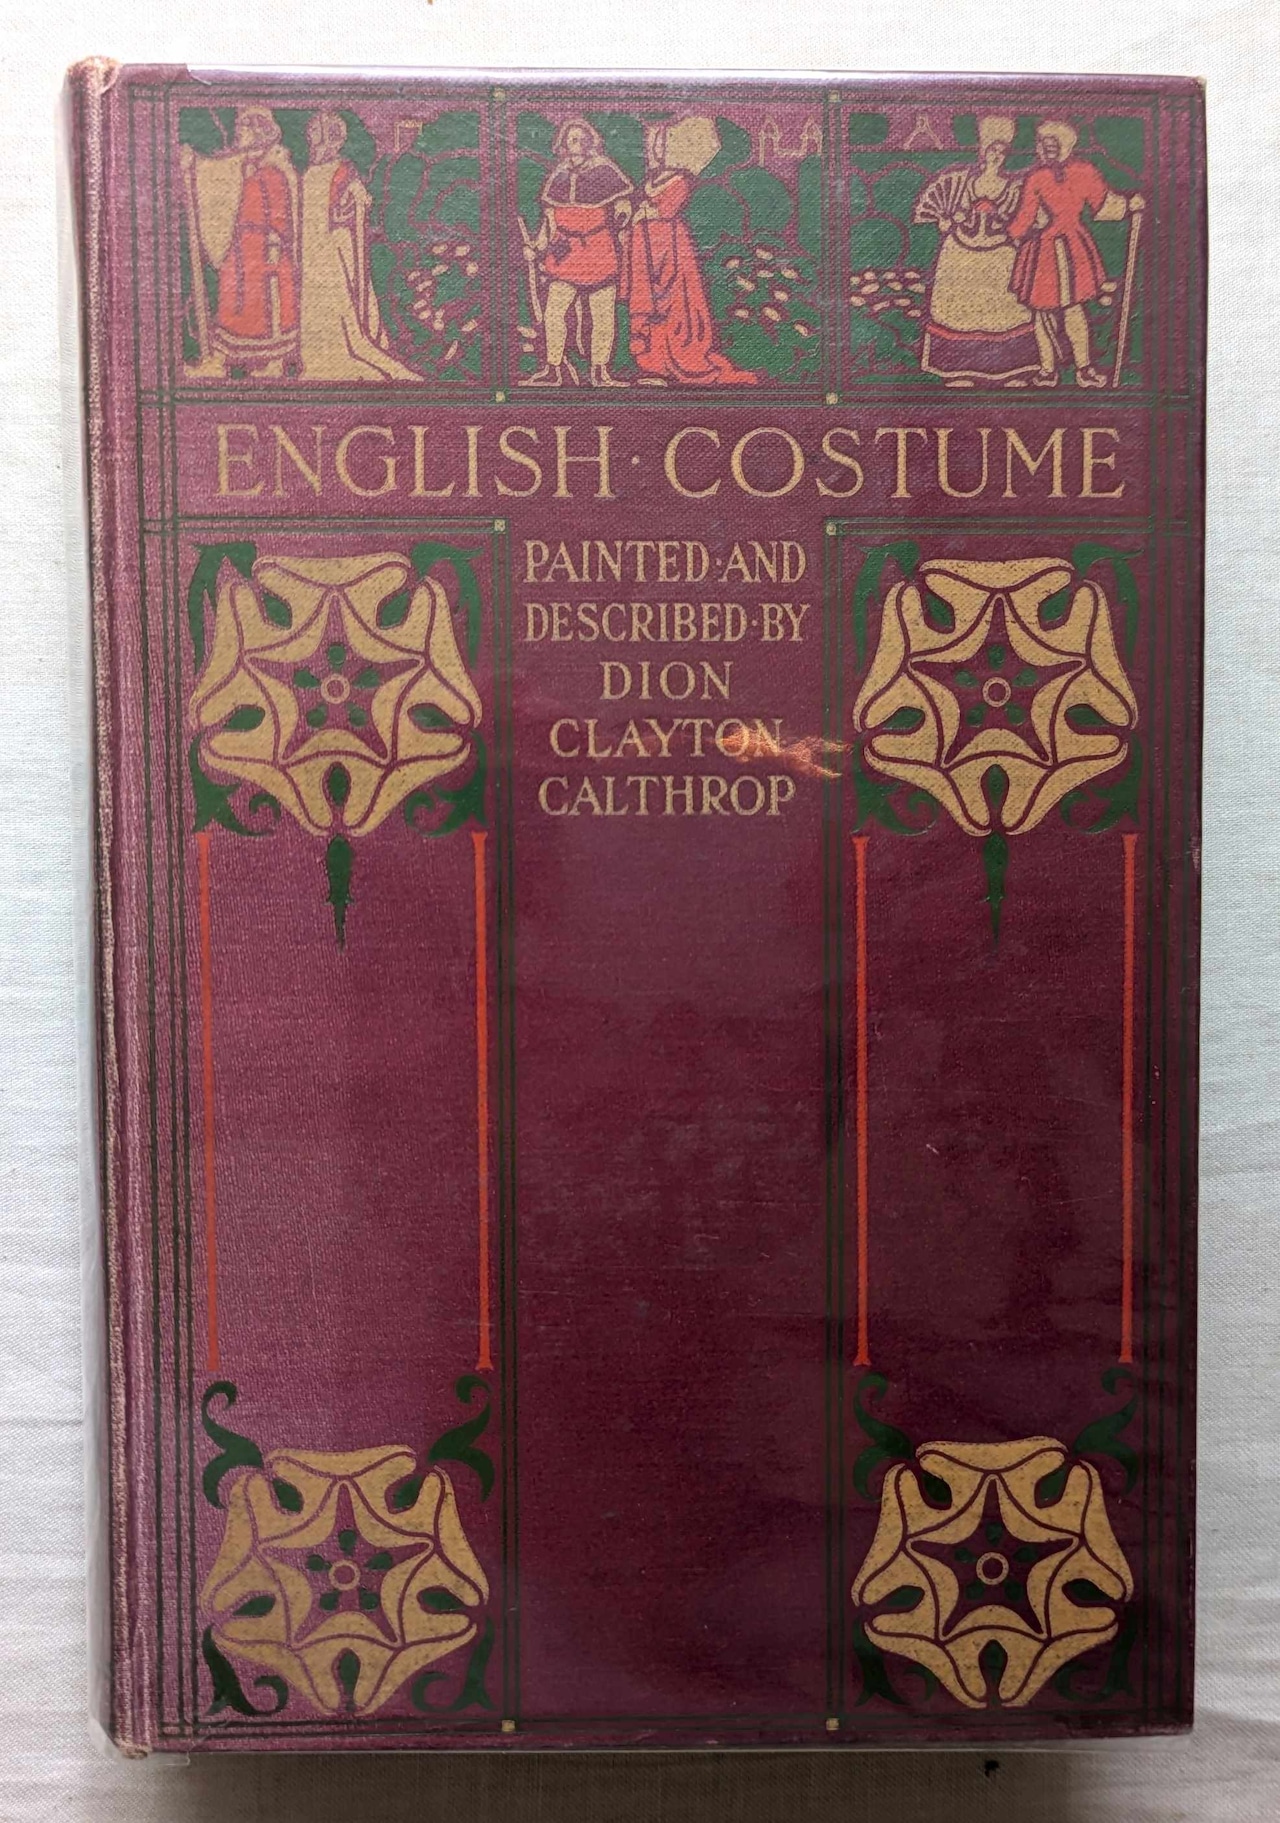 ENGLISH · COSTUME
PAINTED · AND
DESCRIBED · BY
DION
CLAYTON
CALTHROP